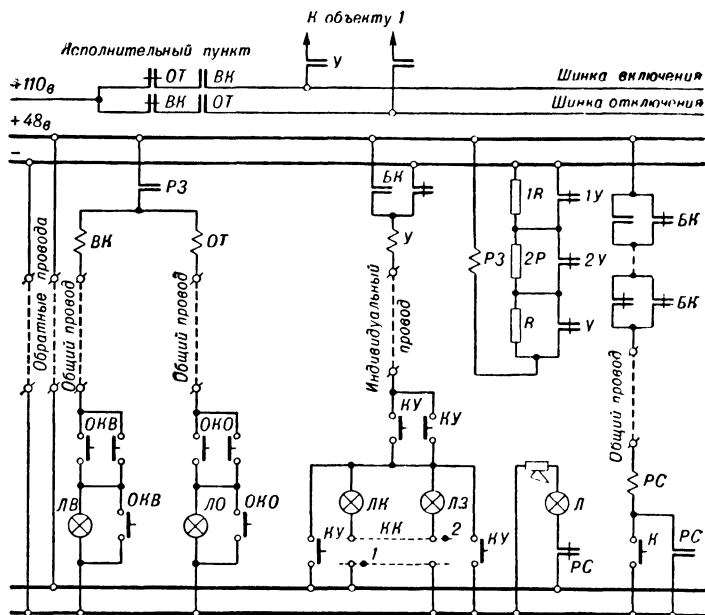 К объекту 1
Исполнительный пункт
У
ОТ ВК
Шинка включения
+110в
ВК ОТ
Шинка отключения
+48в
-
РЗ
БК
1R 1У
БК
ВК ОТ
У
РЗ 2Р 2У
БК
Обратные провода
Общий провод
Общий провод
Индивидуальный провод
R У
Общий провод
КУ
КУ
ОКВ ОКО
РС
ЛВ ОКВ ЛО ОКО
ЛК ЛЗ Л
КУ КК 2 КУ
1
РС К РС